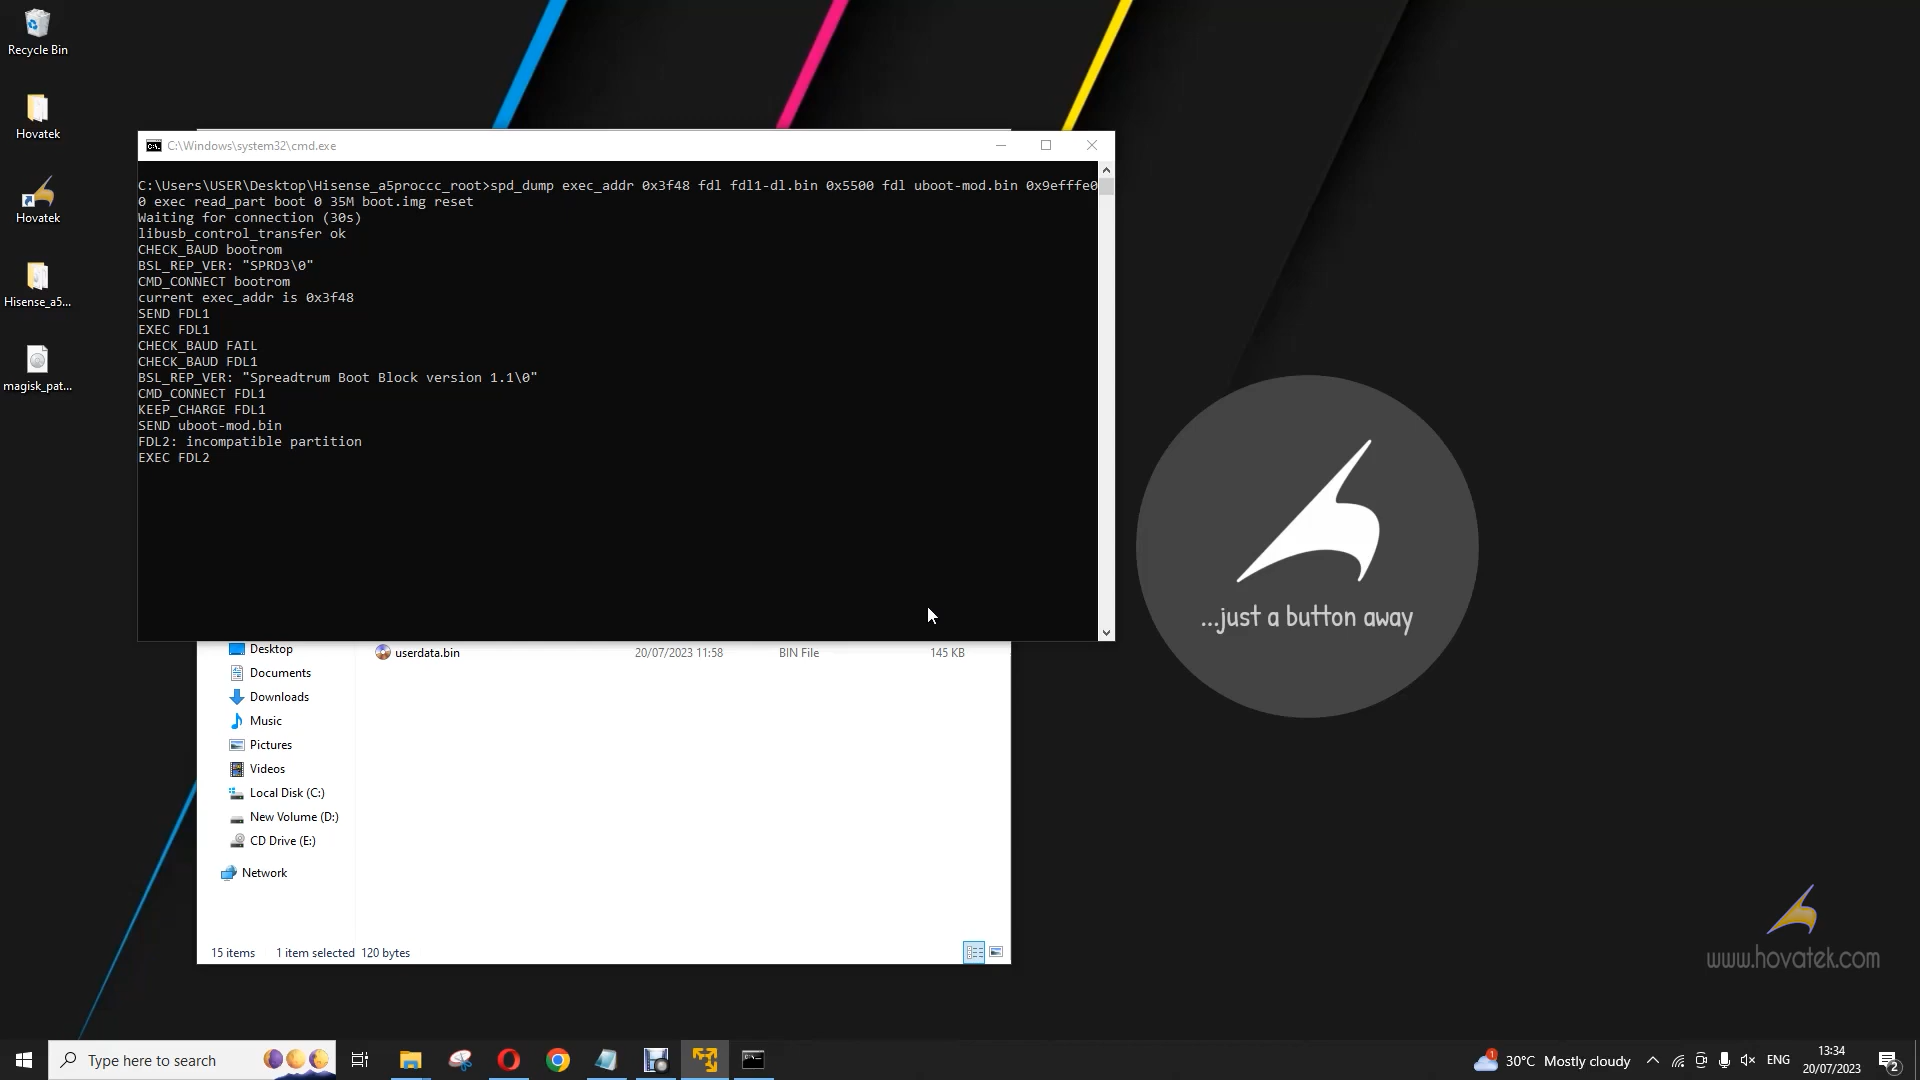 Recycle Bin
Hovatek
Hovatek
Hisense_a5...
magisk_pat...
C:\Windows\system32\cmd.exe
C:\Users\USER\Desktop\Hisense_a5proccc_root>spd_dump exec_addr 0x3f48 fdl fdl1-dl.bin 0x5500 fdl uboot-mod.bin 0x9efffe0
0 exec read_part boot 0 35M boot.img reset
Waiting for connection (30s)
libusb_control_transfer ok
CHECK_BAUD bootrom
BSL_REP_VER: "SPRD3\0"
CMD_CONNECT bootrom
current exec_addr is 0x3f48
SEND FDL1
EXEC FDL1
CHECK_BAUD FAIL
CHECK_BAUD FDL1
BSL_REP_VER: "Spreadtrum Boot Block version 1.1\0"
CMD_CONNECT FDL1
KEEP_CHARGE FDL1
SEND uboot-mod.bin
FDL2: incompatible partition
EXEC FDL2
...just a button away
Desktop
userdata.bin 20/07/2023 11:58 BIN File 145 KB
Documents
Downloads
Music
Pictures
Videos
Local Disk (C:)
New Volume (D:)
CD Drive (E:)
Network
15 items 1 item selected 120 bytes
www.hovatek.com
Type here to search
1
30°C Mostly cloudy
ENG
13:34
20/07/2023
2